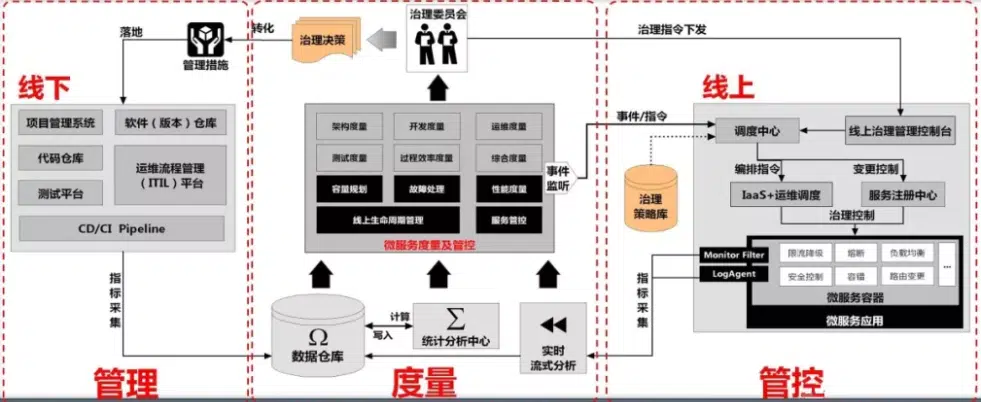 落地
管理措施
转化
治理决策
治理委员会
治理指令下发
线下
项目管理系统
软件（版本）仓库
代码仓库
运维流程管理
（ITIL）平台
测试平台
CD/CI Pipeline
指标采集
管理
架构度量
开发度量
运维度量
测试度量
过程效率度量
综合度量
容量规划
故障处理
性能度量
线上生命周期管理
服务管控
微服务度量及管控
事件
监听
Ω
数据仓库
计算
写入
Σ
统计分析中心
实时
流式分析
度量
线上
事件/指令
调度中心
线上治理管理控制台
治理
策略库
编排指令
变更控制
IaaS+运维调度
服务注册中心
治理控制
Monitor Filter
LogAgent
限流降级
熔断
负载均衡
...
安全控制
容错
路由变更
微服务容器
微服务应用
指标采集
管控